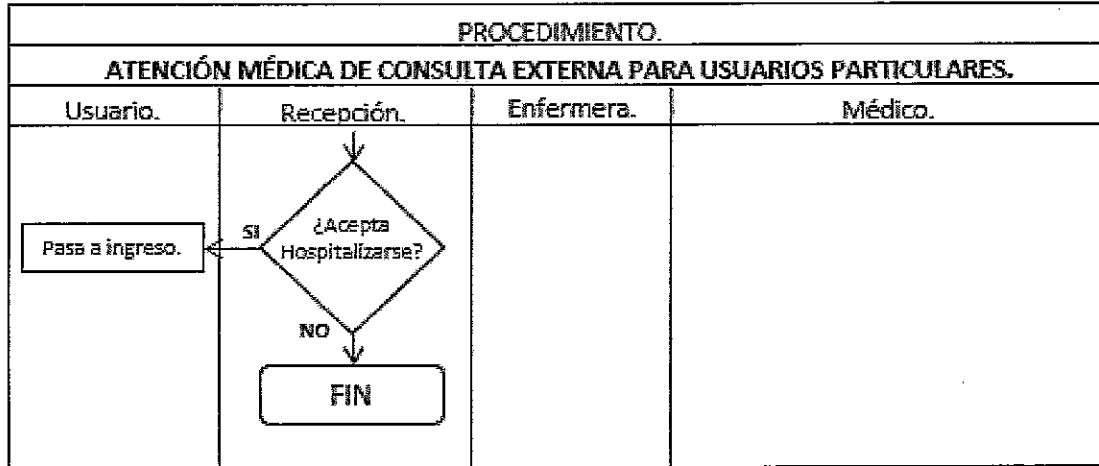 PROCEDIMIENTO.
ATENCIÓN MÉDICA DE CONSULTA EXTERNA PARA USUARIOS PARTICULARES.
Usuario.
Recepción.
Enfermera.
Médico.
¿Acepta
Hospitalizarse?
SI
Pasa a ingreso.
NO
FIN